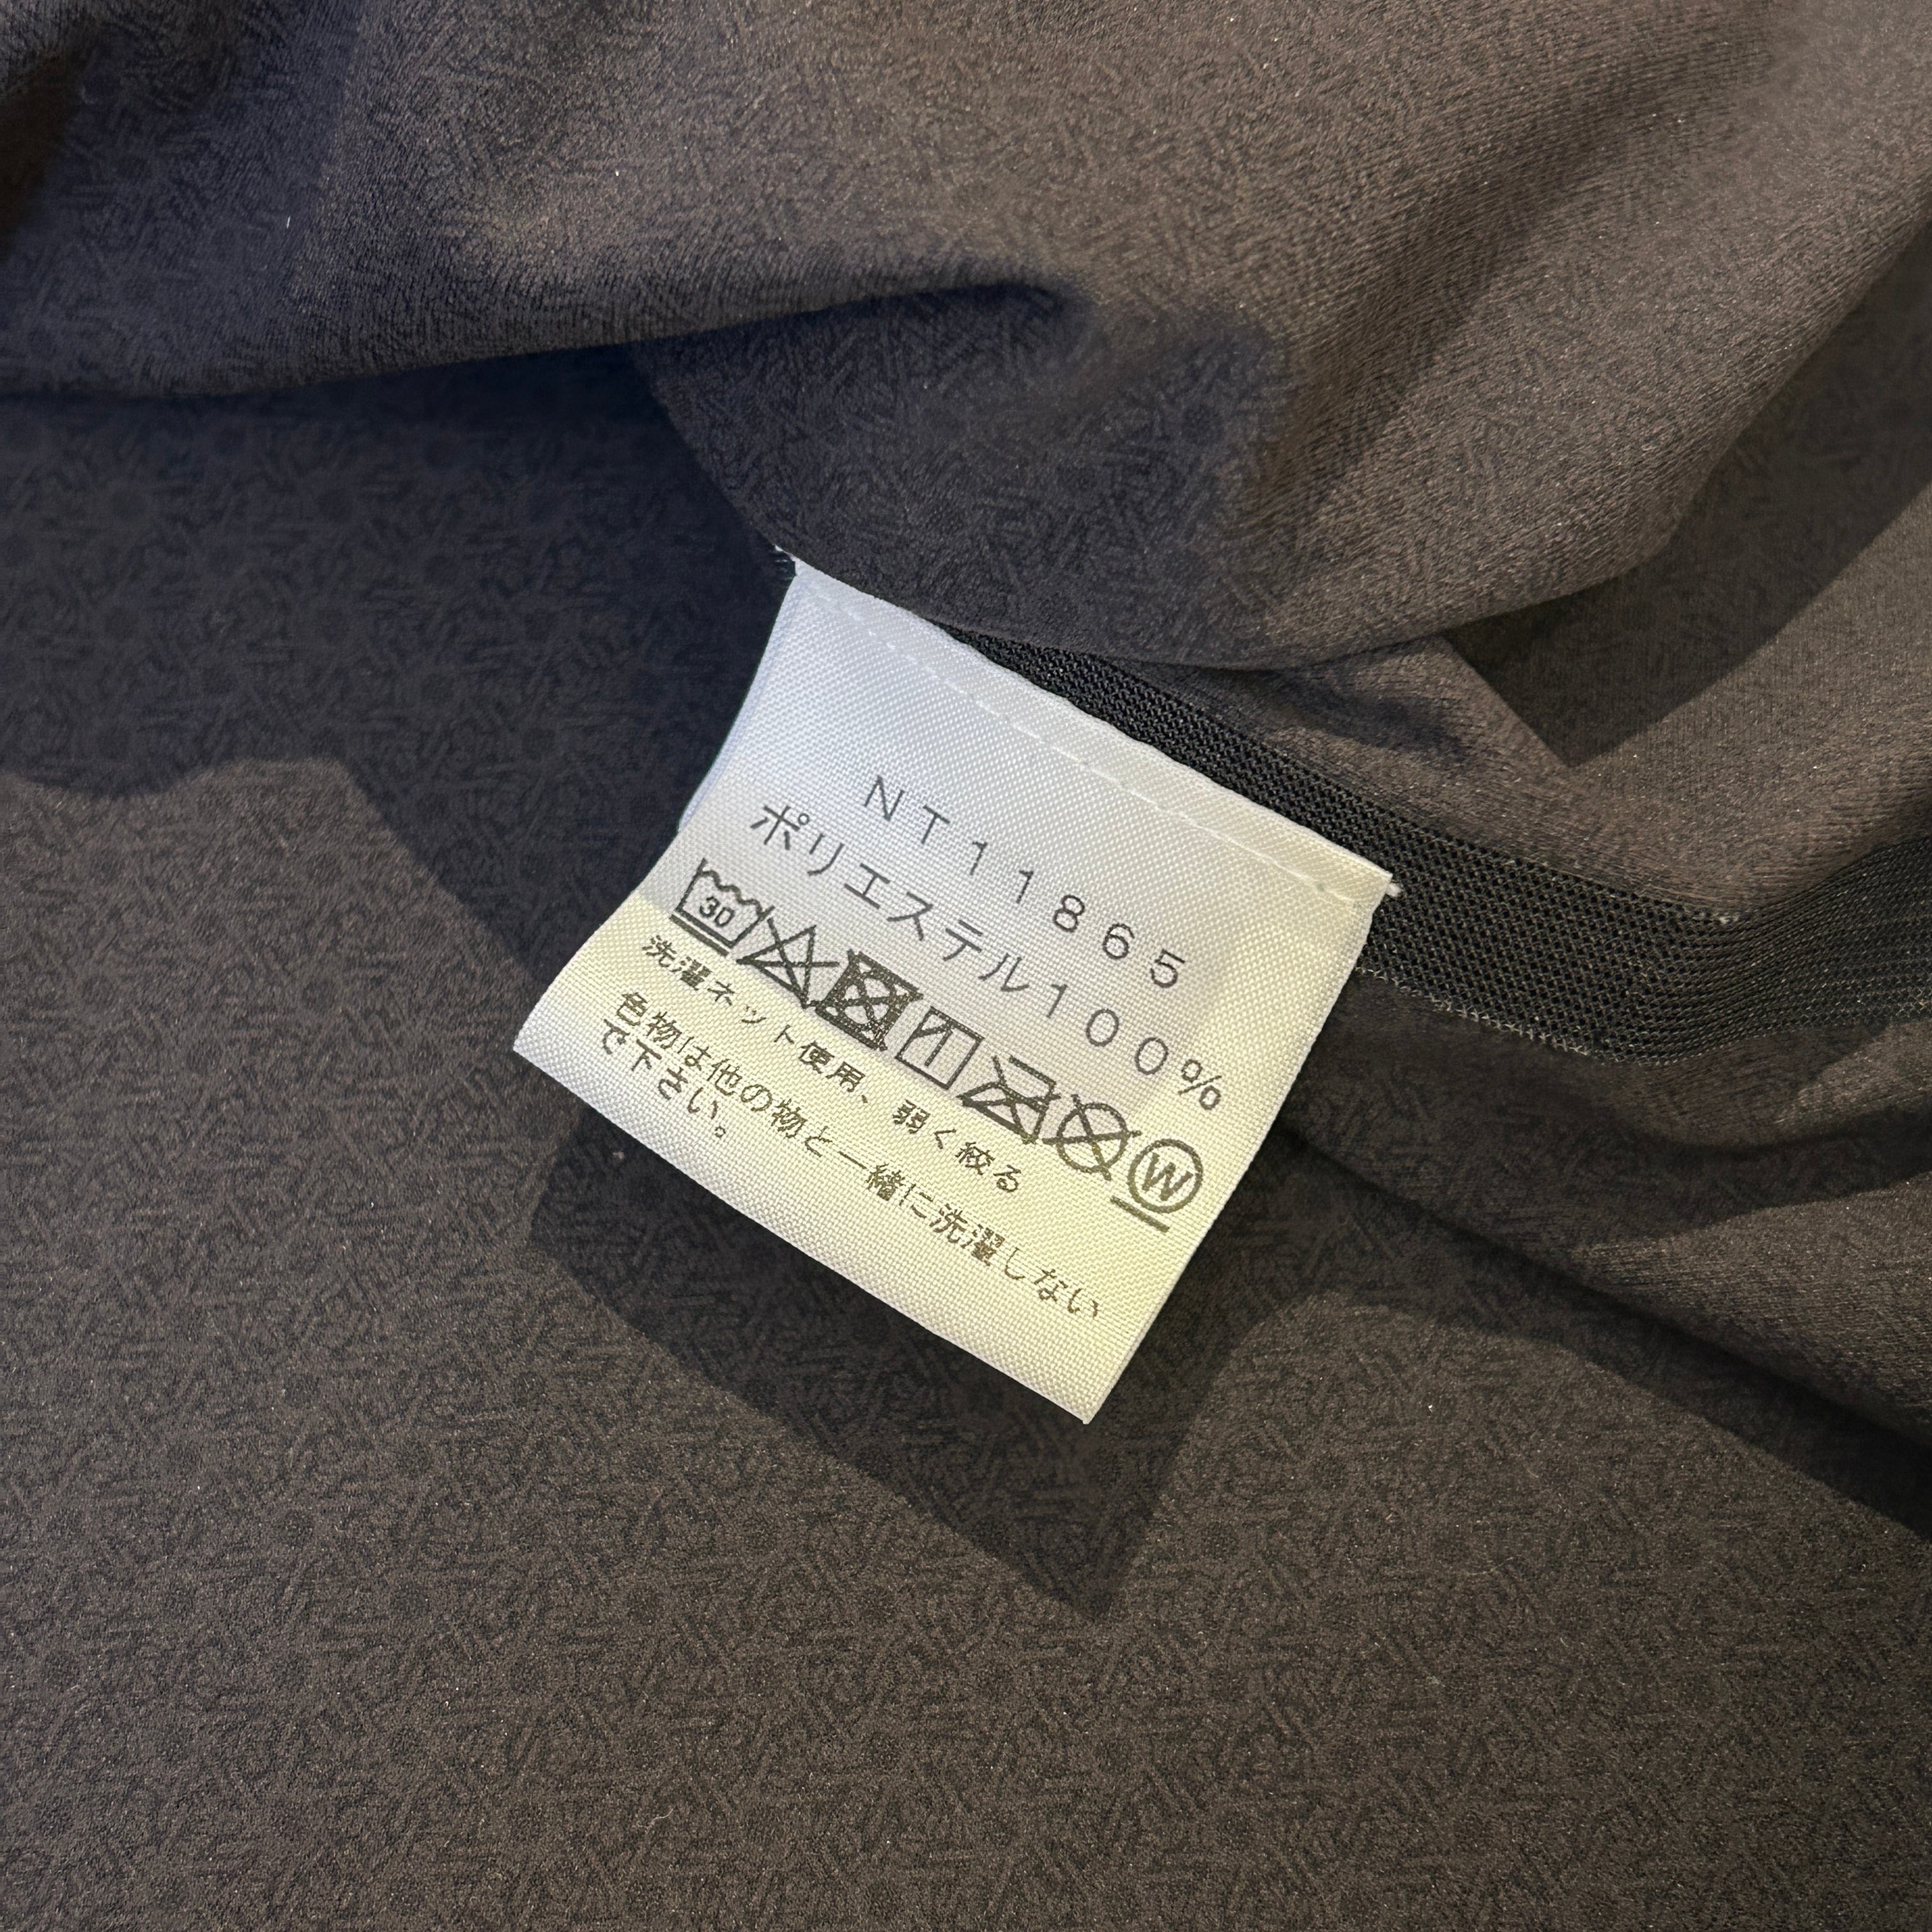 NT11865
ポリエステル100%
30 W
洗濯ネット使用、弱く絞る
色物は他の物と一緒に洗濯しない
で下さい。